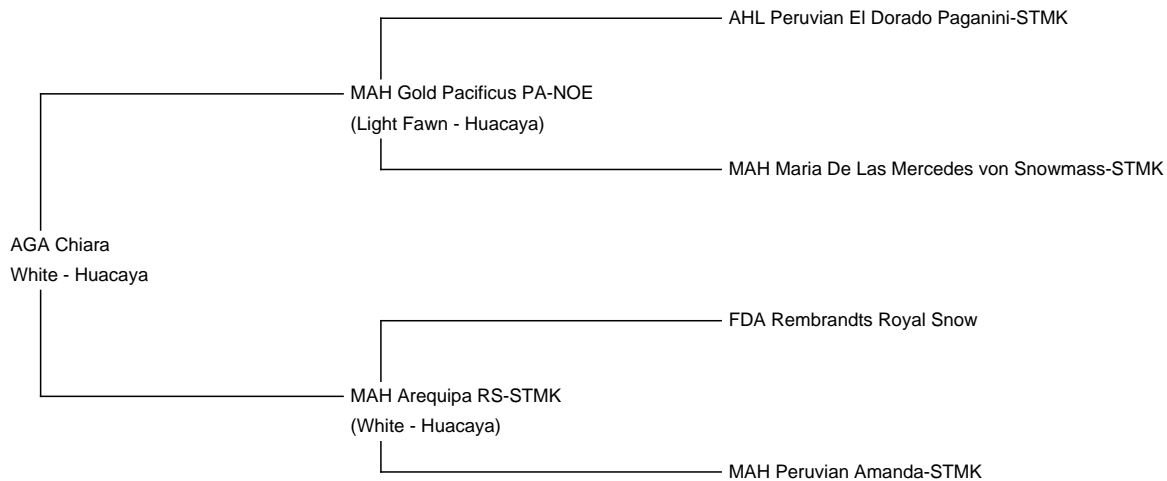 AHL Peruvian El Dorado Paganini-STMK
MAH Gold Pacificus PA-NOE
(Light Fawn - Huacaya)
MAH Maria De Las Mercedes von Snowmass-STMK
AGA Chiara
White - Huacaya
FDA Rembrandts Royal Snow
MAH Arequipa RS-STMK
(White - Huacaya)
MAH Peruvian Amanda-STMK